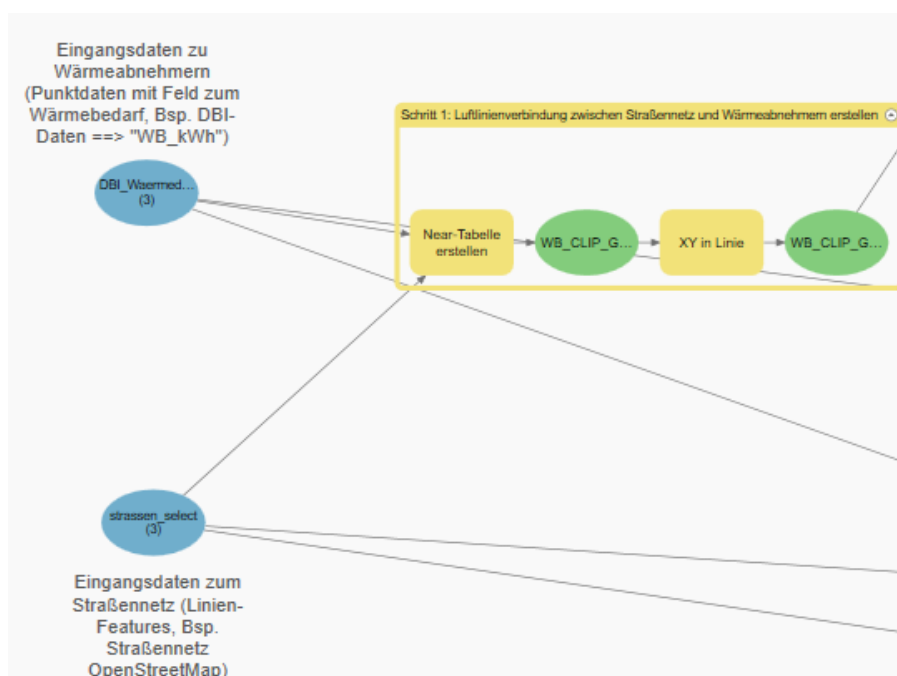 Eingangsdaten zu
Wärmeabnehmern
(Punktdaten mit Feld zum
Wärmebedarf, Bsp. DBI-
Daten ==> "WB_kWh")
DBI_Waermed...
(3)
Schritt 1: Luftlinienverbindung zwischen Straßennetz und Wärmeabnehmern erstellen
Near-Tabelle
erstellen
WB_CLIP_G...
XY in Linie
WB_CLIP_G...
strassen_select
(3)
Eingangsdaten zum
Straßennetz (Linien-
Features, Bsp.
Straßennetz
OpenStreetMap)